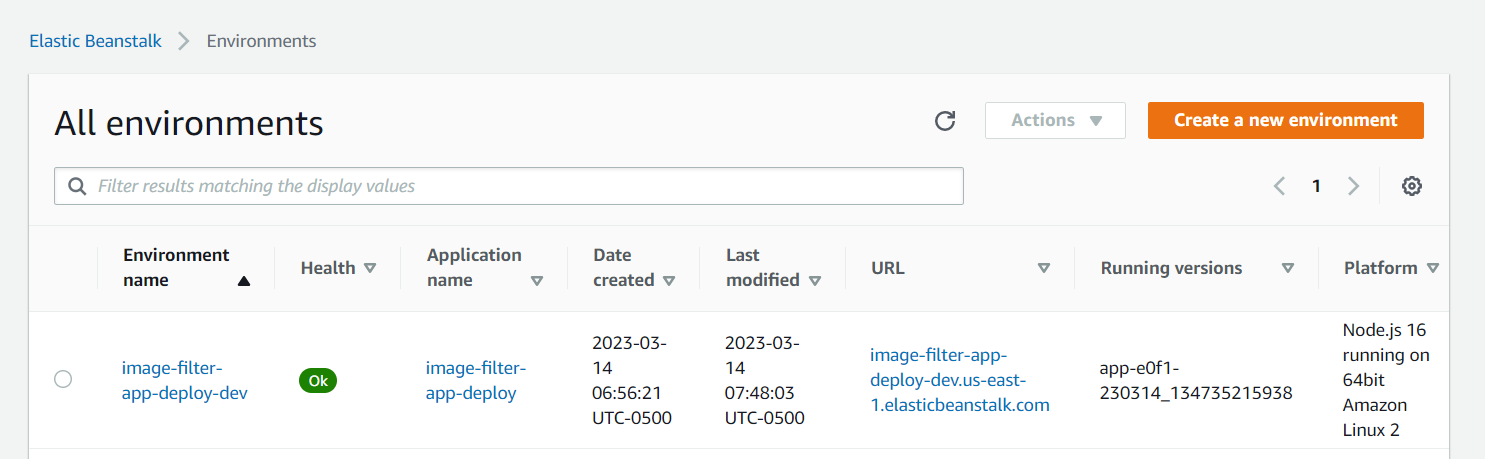 Elastic Beanstalk > Environments
All environments
Actions
Create a new environment
Filter results matching the display values
1
Environment name
Health
Application name
Date created
Last modified
URL
Running versions
Platform
image-filter-
app-deploy-dev
Ok
image-filter-
app-deploy
2023-03-
14
06:56:21
UTC-0500
2023-03-
14
07:48:03
UTC-0500
image-filter-app-
deploy-dev.us-east-
1.elasticbeanstalk.com
app-e0f1-
230314_134735215938
Node.js 16
running on
64bit
Amazon
Linux 2